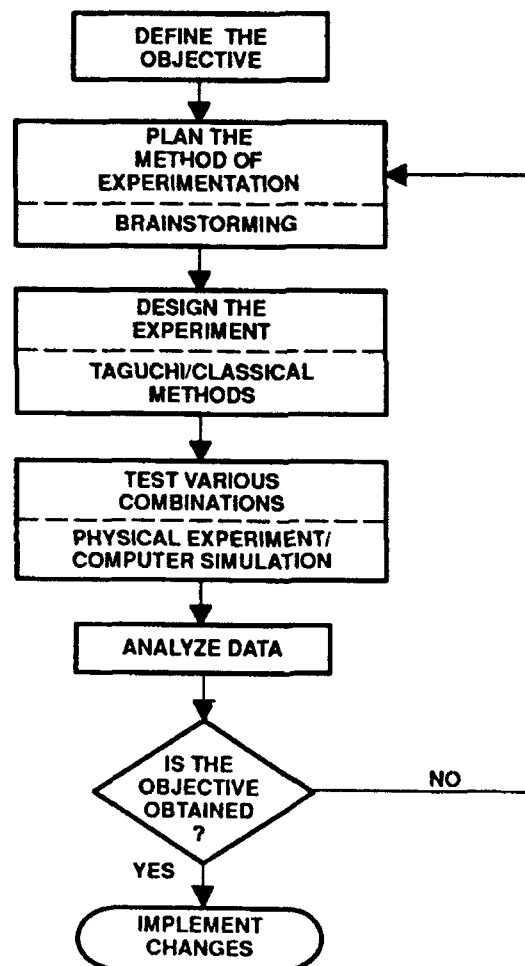 DEFINE THE
OBJECTIVE
PLAN THE
METHOD OF
EXPERIMENTATION
BRAINSTORMING
DESIGN THE
EXPERIMENT
TAGUCHI/CLASSICAL
METHODS
TEST VARIOUS
COMBINATIONS
PHYSICAL EXPERIMENT/
COMPUTER SIMULATION
ANALYZE DATA
IS THE
OBJECTIVE
OBTAINED
?
NO
YES
IMPLEMENT
CHANGES